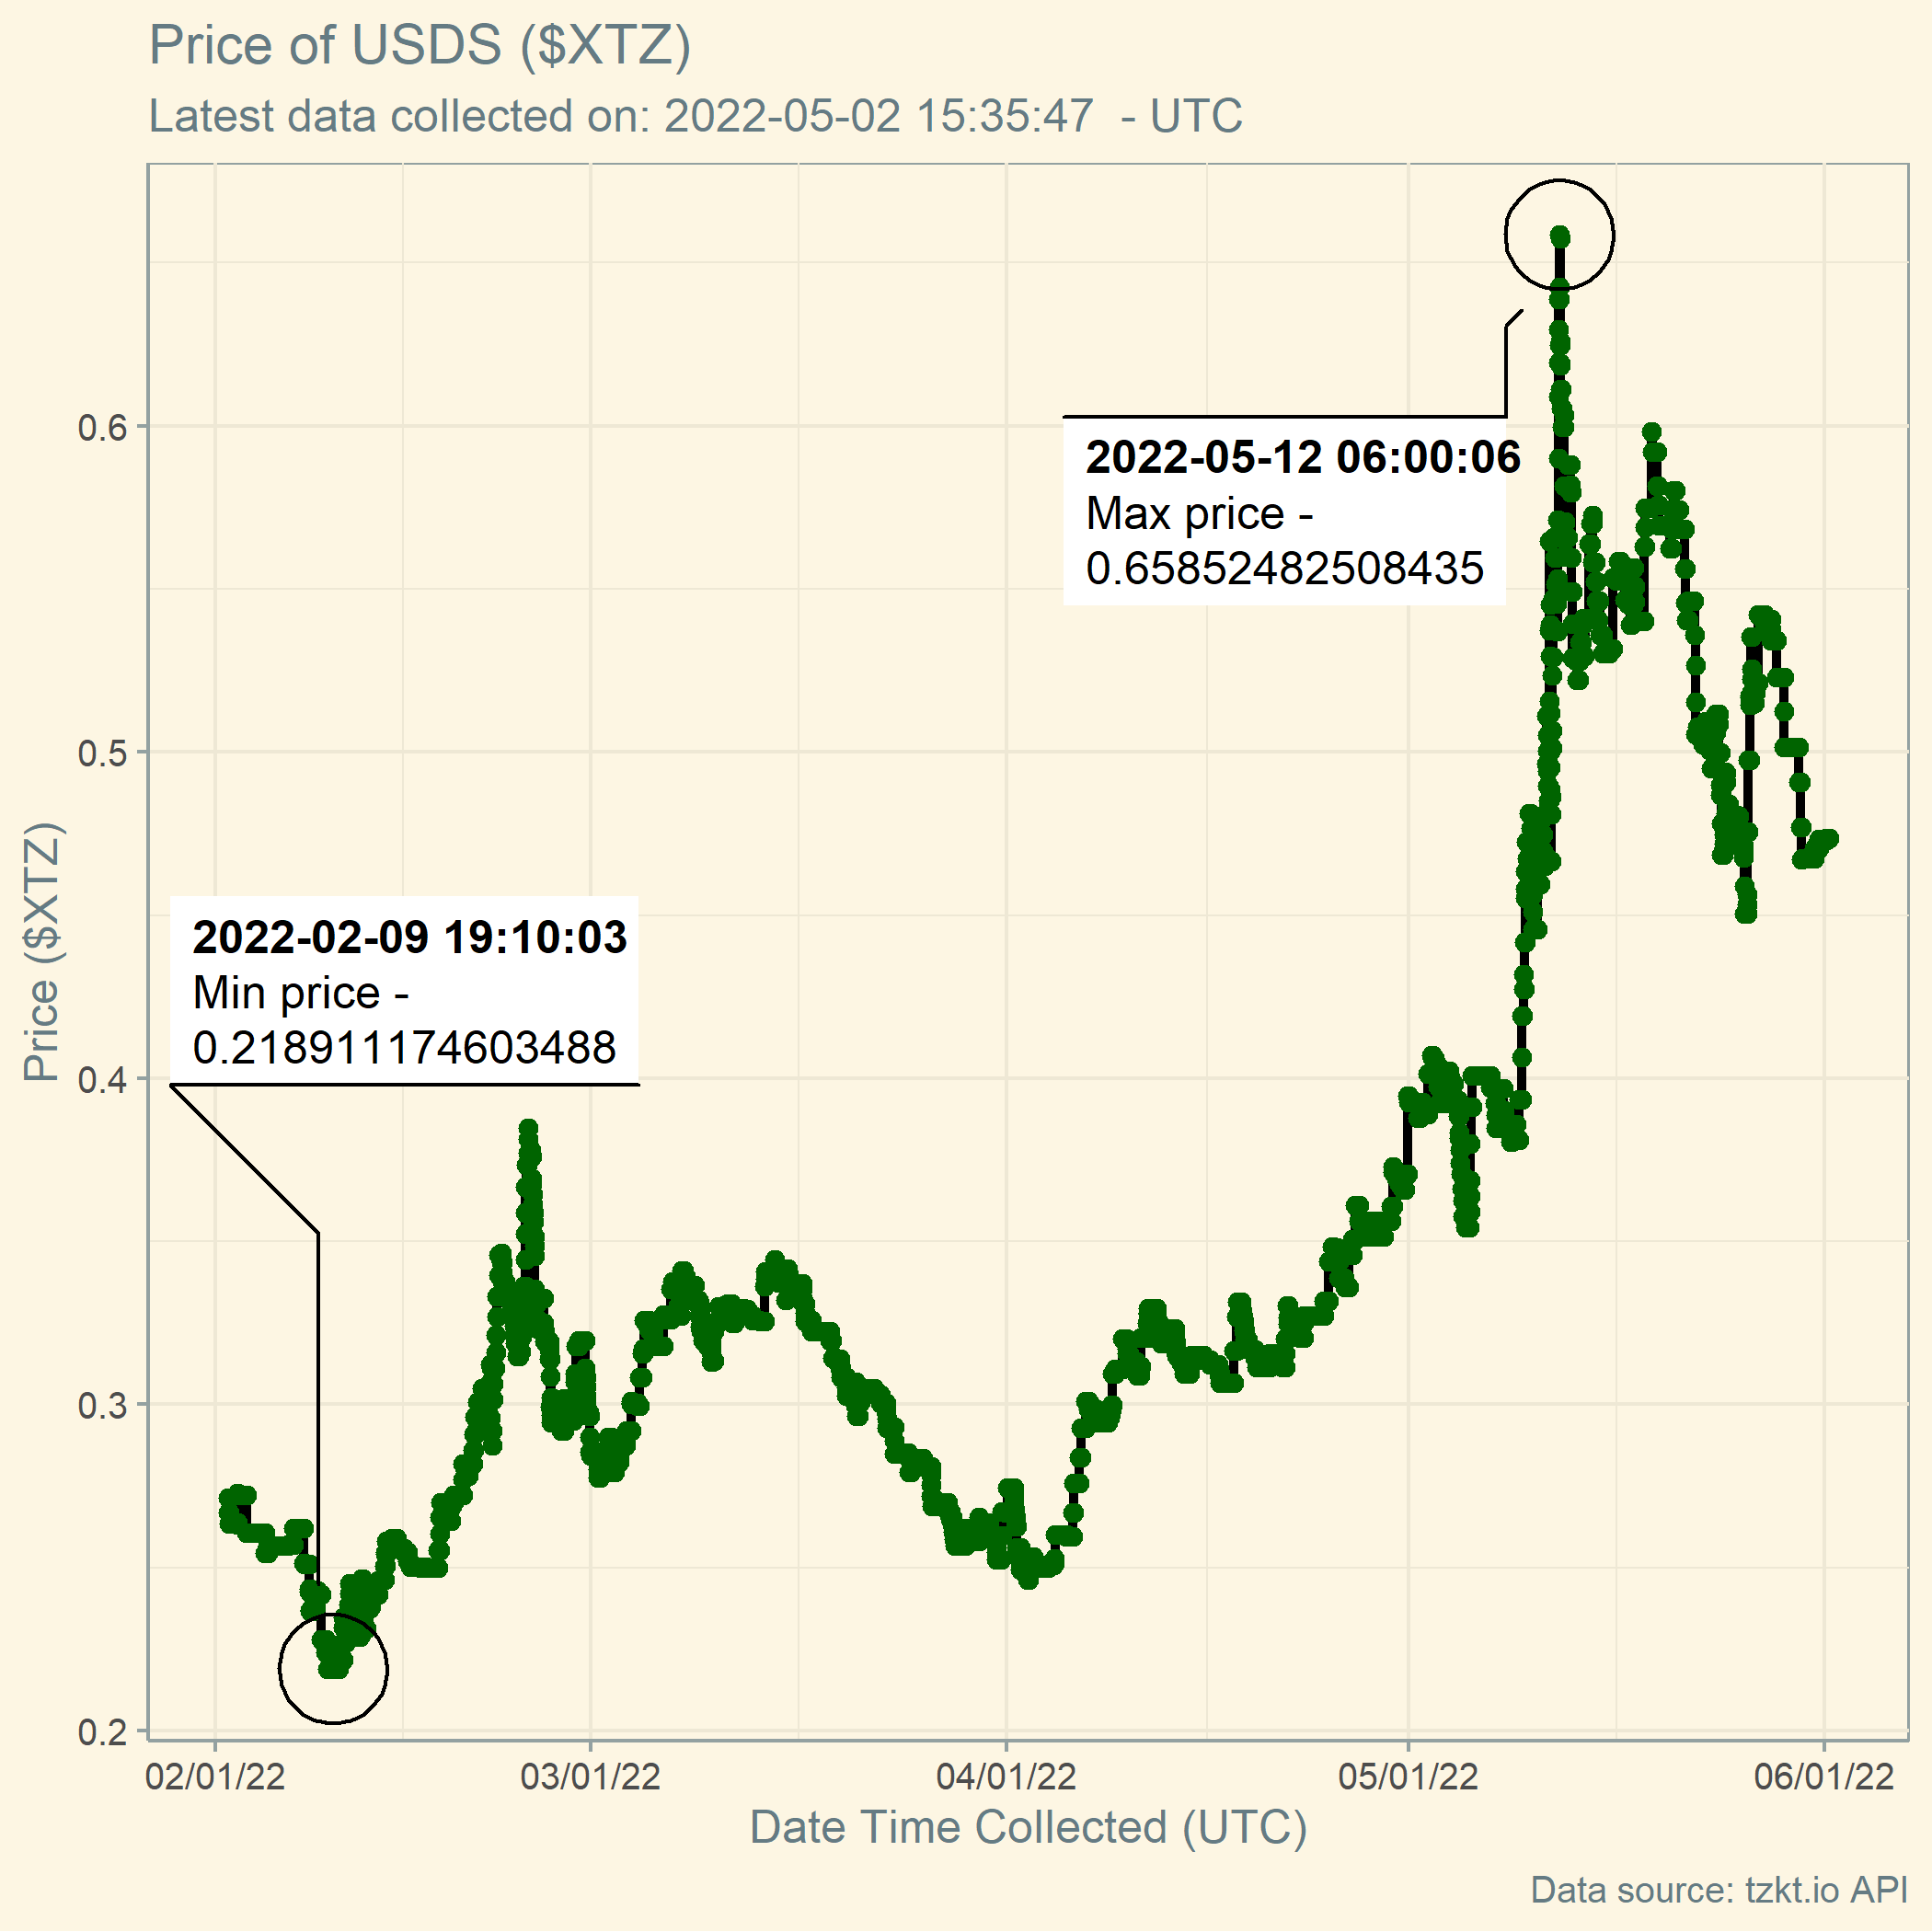 Price of USDS ($XTZ)
Latest data collected on: 2022-05-02 15:35:47  - UTC
2022-05-12 06:00:06
Max price -
0.65852482508435
2022-02-09 19:10:03
Min price -
0.218911174603488
Price ($XTZ)
0.6
0.5
0.4
0.3
0.2
02/01/22
03/01/22
04/01/22
05/01/22
06/01/22
Date Time Collected (UTC)
Data source: tzkt.io API